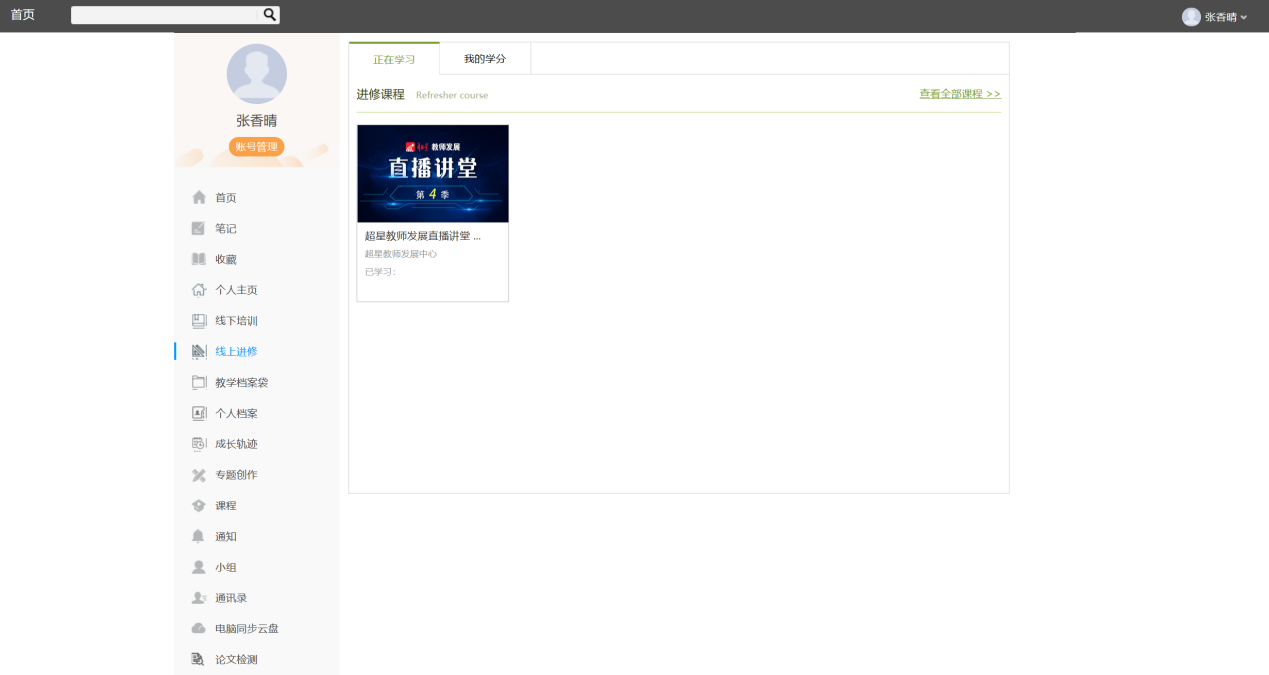 首页
张香晴
张香晴
账号管理
首页
笔记
收藏
个人主页
线下培训
线上进修
教学档案袋
个人档案
成长轨迹
专题创作
课程
通知
小组
通讯录
电脑同步云盘
论文检测
正在学习
我的学分
进修课程 Refresher course
查看全部课程 >>
教师发展
直播讲堂
第 4 季
超星教师发展直播讲堂 ...
超星教师发展中心
已学习：